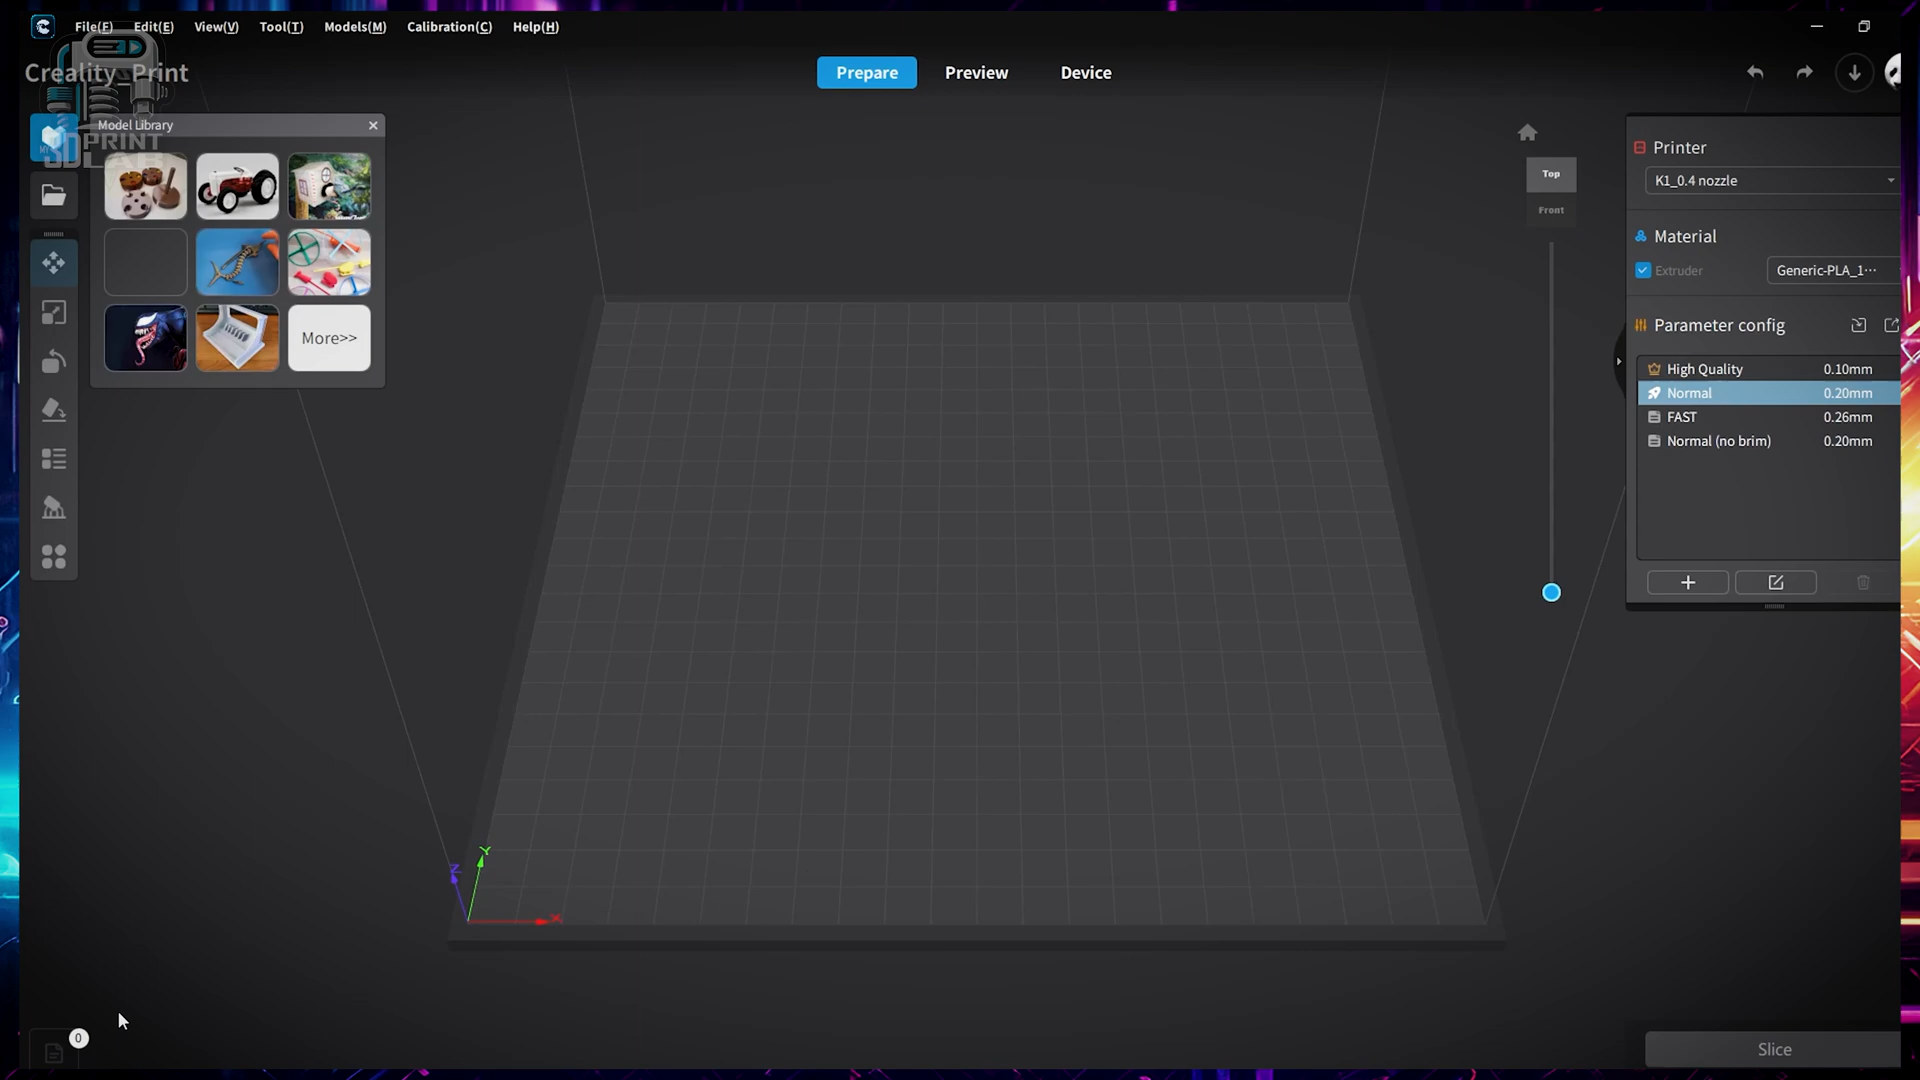 File(F) Edit(E) View(V) Tool(T) Models(M) Calibration(C) Help(H)
Creality Print
Prepare Preview Device
Model Library
3DPRINT
LAB
More>>
Top
Front
Printer
K1_0.4 nozzle
Material
Extruder Generic-PLA_1···
Parameter config
High Quality 0.10mm
Normal 0.20mm
FAST 0.26mm
Normal (no brim) 0.20mm
Y
Z
X
0
Slice